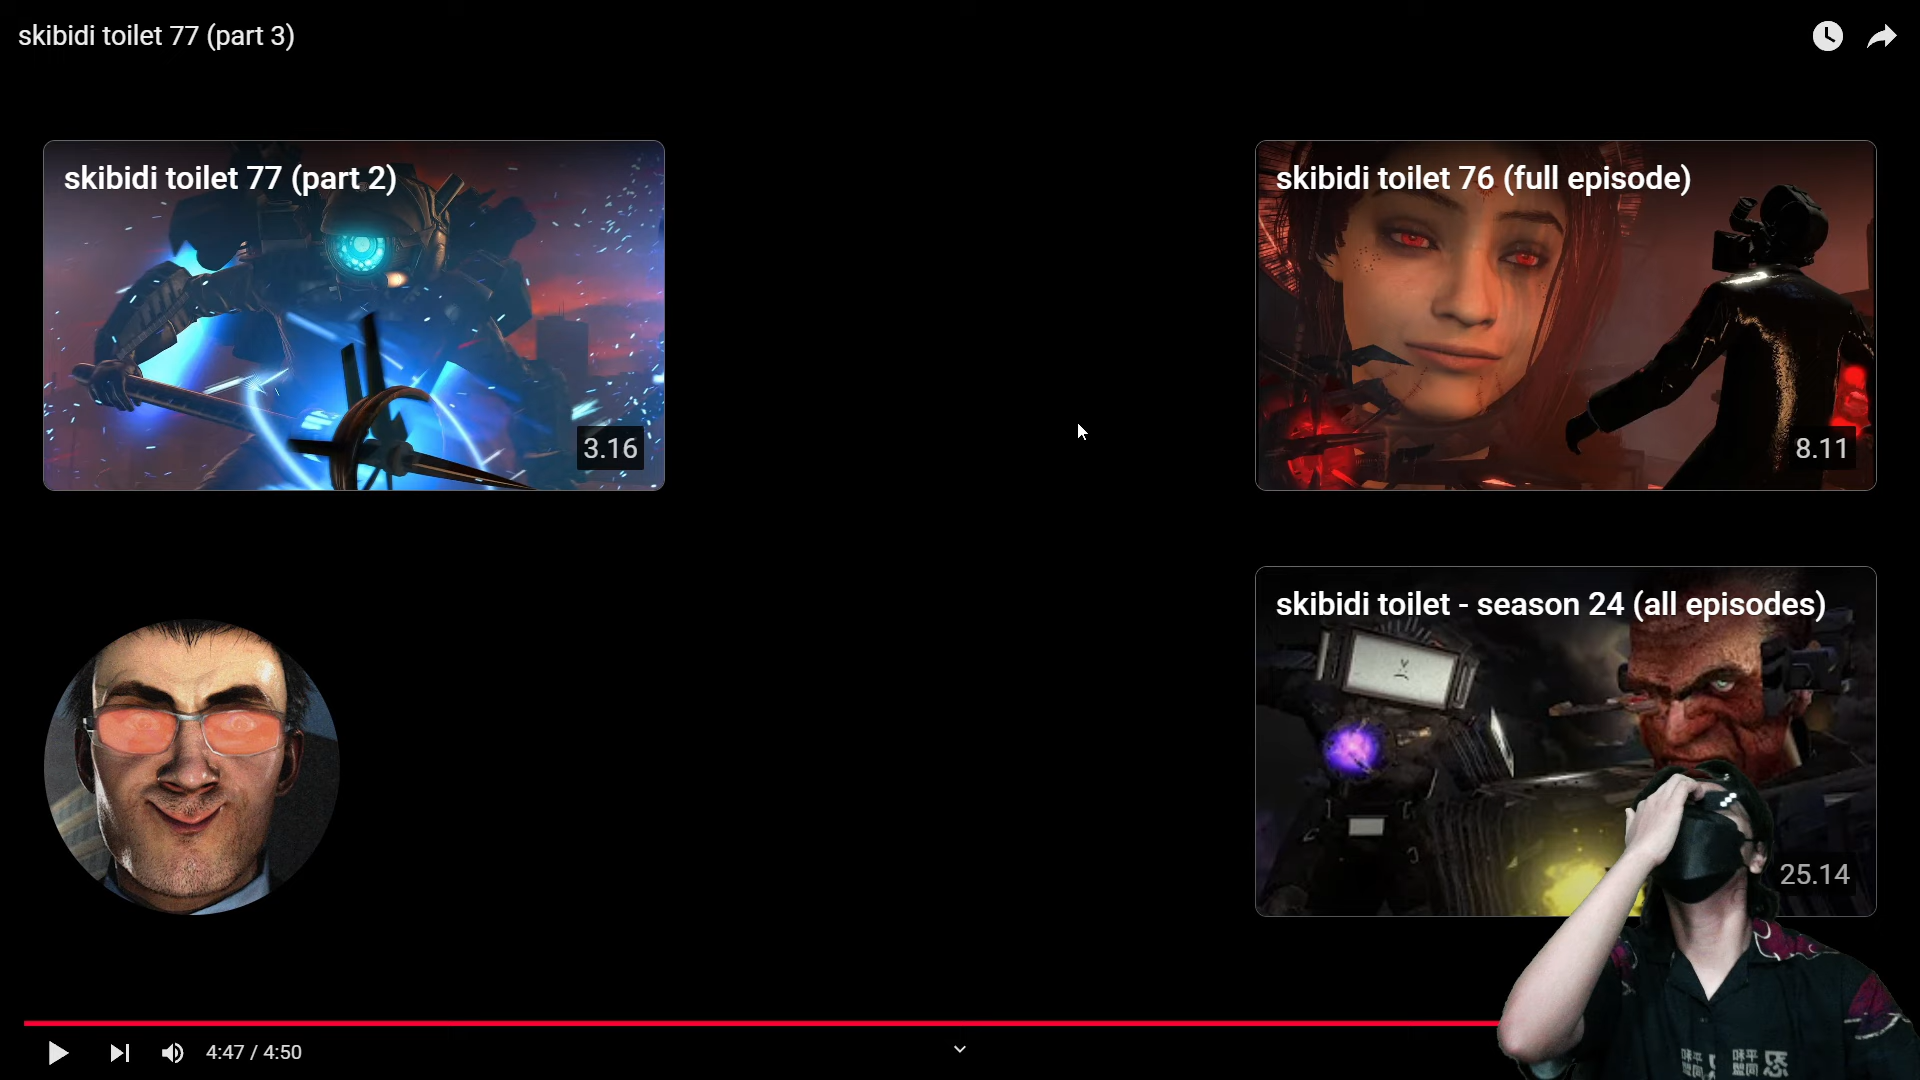 skibidi toilet 77 (part 3)
skibidi toilet 77 (part 2)
3.16
skibidi toilet 76 (full episode)
8.11
skibidi toilet - season 24 (all episodes)
25.14
4:47 / 4:50